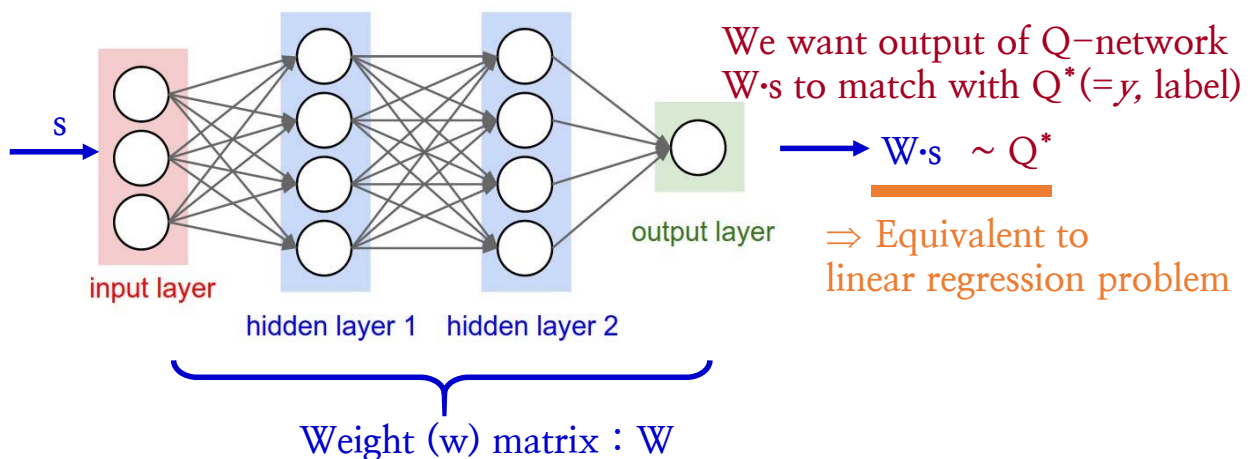 We want output of Q-network
W·s to match with Q*(=y, label)
s
W·s ~ Q*
output layer
⇒ Equivalent to
linear regression problem
input layer
hidden layer 1 hidden layer 2
Weight (w) matrix : W